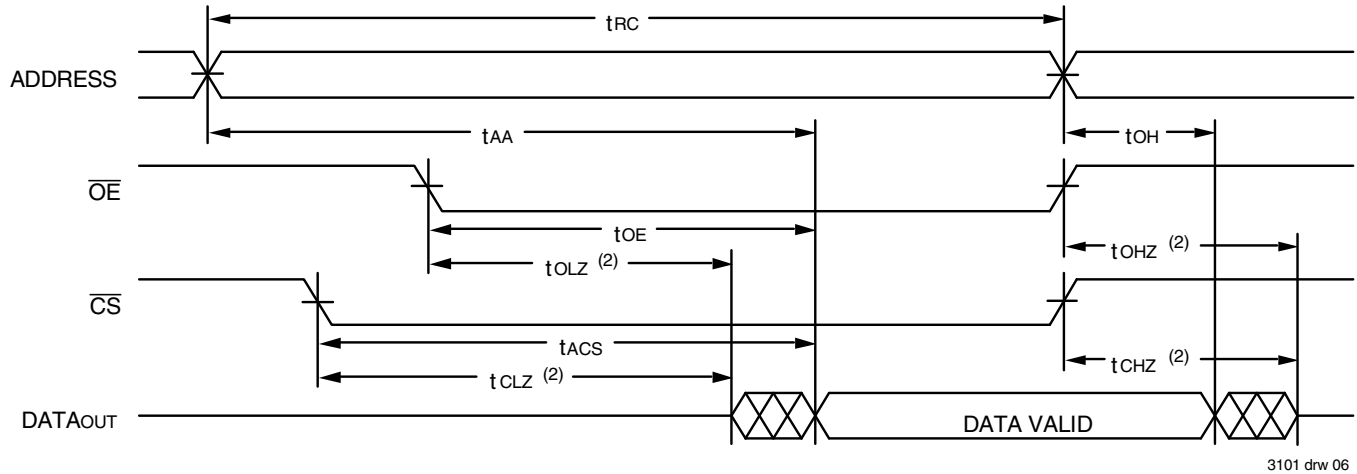 tRC
ADDRESS
tAA
tOH
OE
tOE
tOLZ (2)
tOHZ (2)
CS
tACS
tCLZ (2)
tCHZ (2)
DATAOUT
DATA VALID
3101 drw 06